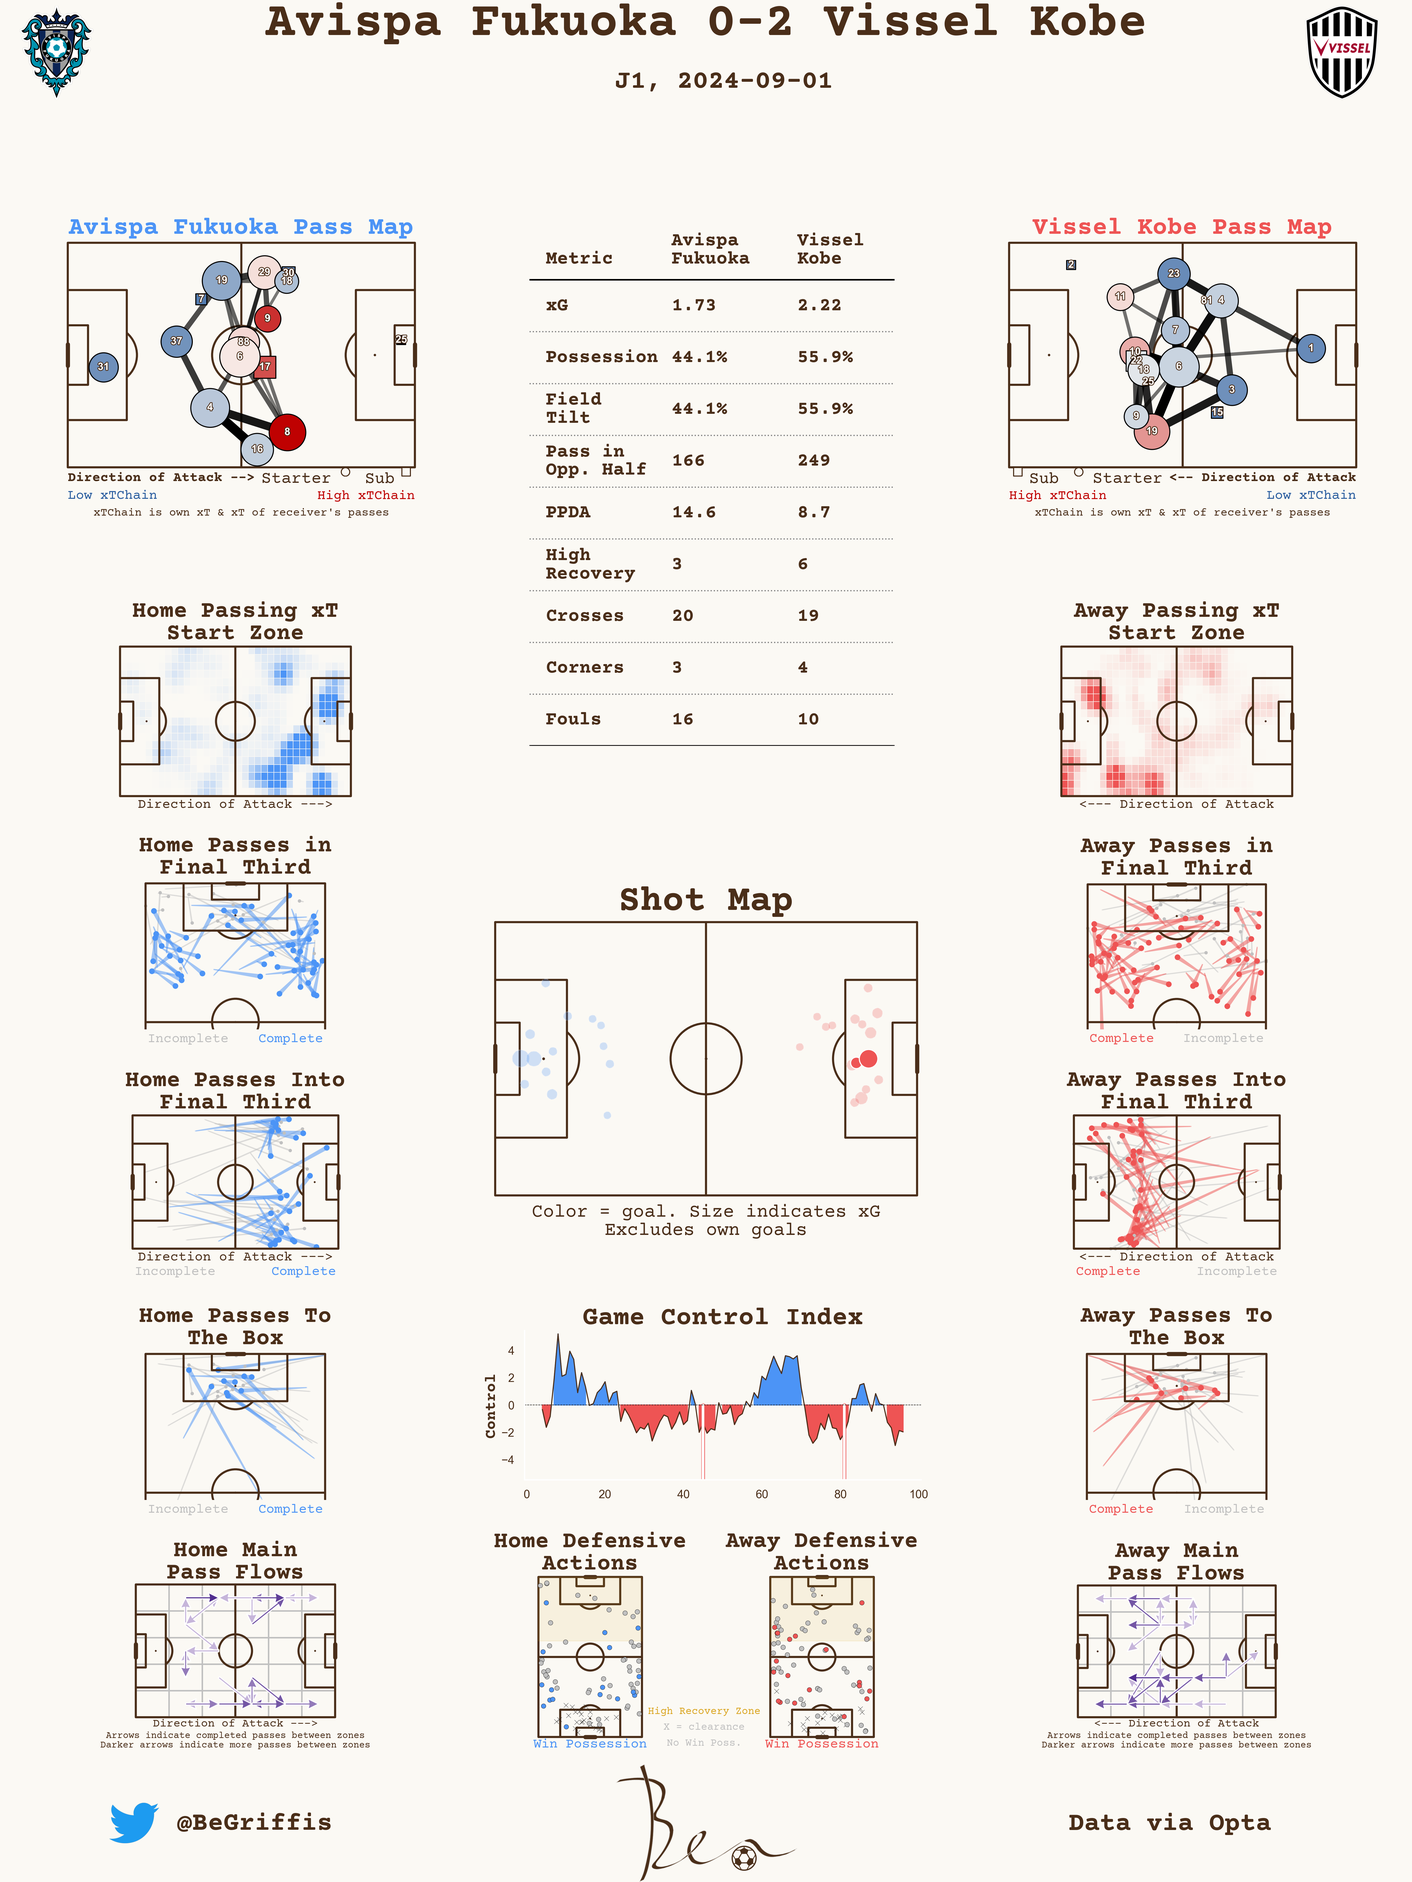 Avispa Fukuoka 0-2 Vissel Kobe
J1, 2024-09-01
VISSEL
Avispa Fukuoka Pass Map
19
29
30
18
7
9
37
88
6
17
25
31
4
8
16
Direction of Attack --> Starter Sub
Low xTChain High xTChain
xTChain is own xT & xT of receiver's passes
Metric Avispa Fukuoka Vissel Kobe
xG 1.73 2.22
Possession 44.1% 55.9%
Field Tilt 44.1% 55.9%
Pass in Opp. Half 166 249
PPDA 14.6 8.7
High Recovery 3 6
Crosses 20 19
Corners 3 4
Fouls 16 10
Vissel Kobe Pass Map
2
23
11
81
4
7
10
22
18
25
6
1
3
9
15
19
Sub Starter <-- Direction of Attack
High xTChain Low xTChain
xTChain is own xT & xT of receiver's passes
Home Passing xT
Start Zone
Direction of Attack --->
Away Passing xT
Start Zone
<--- Direction of Attack
Home Passes in
Final Third
Incomplete Complete
Away Passes in
Final Third
Complete Incomplete
Shot Map
Color = goal. Size indicates xG
Excludes own goals
Home Passes Into
Final Third
Direction of Attack --->
Incomplete Complete
Away Passes Into
Final Third
<--- Direction of Attack
Complete Incomplete
Home Passes To
The Box
Incomplete Complete
Game Control Index
Control
4
2
0
−2
−4
0 20 40 60 80 100
Away Passes To
The Box
Complete Incomplete
Home Main
Pass Flows
Direction of Attack --->
Arrows indicate completed passes between zones
Darker arrows indicate more passes between zones
Home Defensive
Actions
Win Possession
Away Defensive
Actions
Win Possession
High Recovery Zone
X = clearance
No Win Poss.
Away Main
Pass Flows
<--- Direction of Attack
Arrows indicate completed passes between zones
Darker arrows indicate more passes between zones
@BeGriffis
Ben
Data via Opta